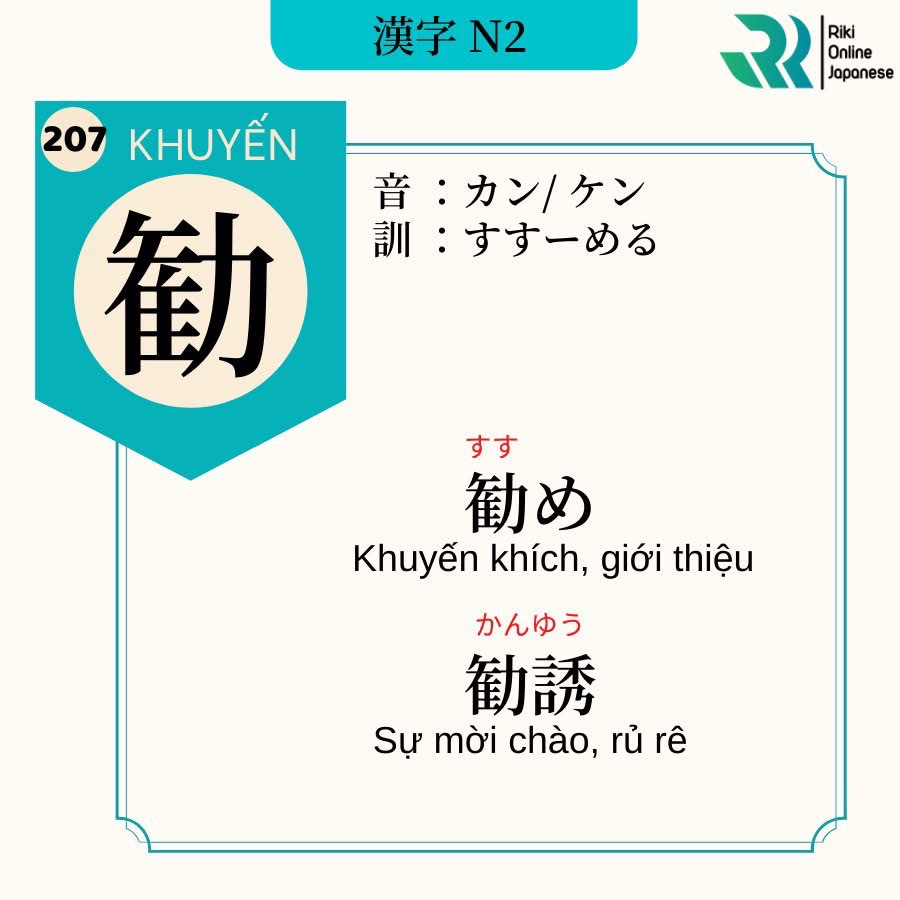 漢字 N2
Riki
Online
Japanese
207
KHUYẾN
勧
音 ：カン/ ケン
訓 ：すすーめる
すす
勧め
Khuyến khích, giới thiệu
かんゆう
勧誘
Sự mời chào, rủ rê